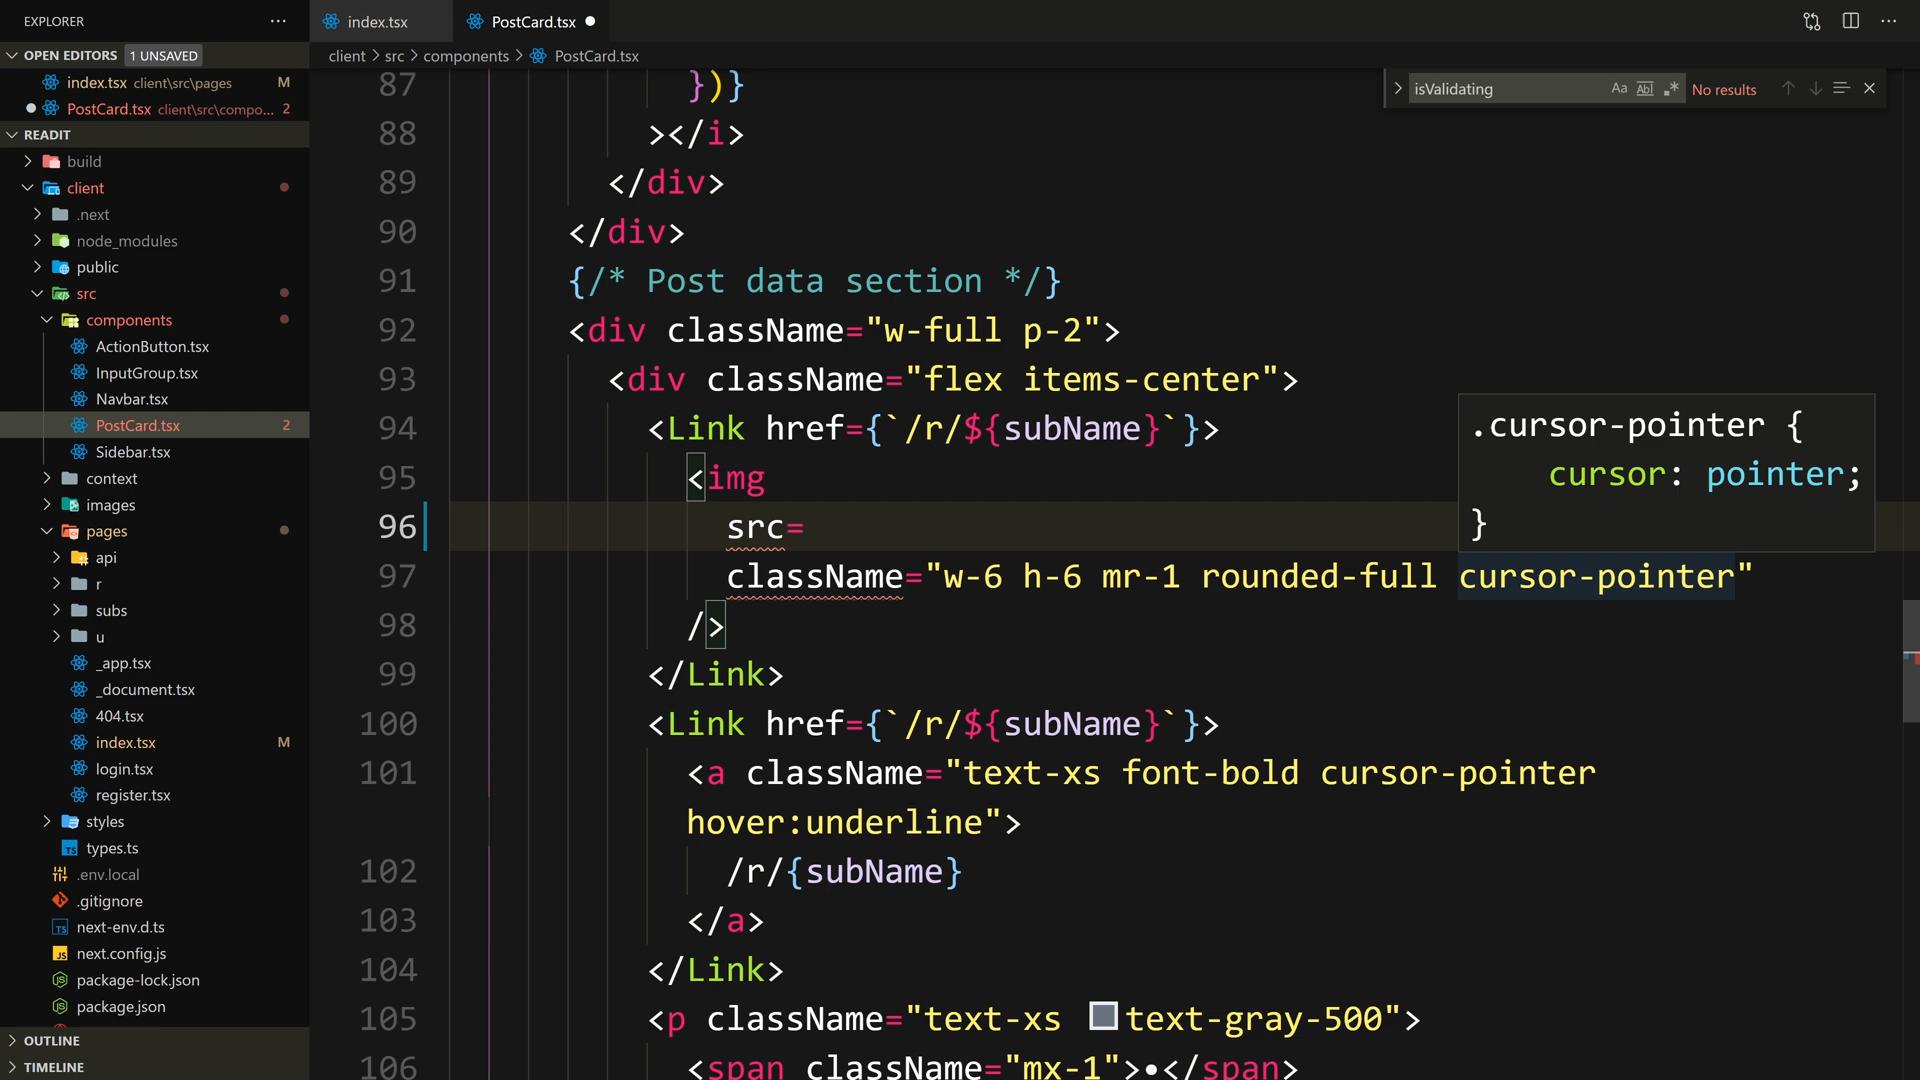 EXPLORER
OPEN EDITORS 1 UNSAVED
index.tsx client\src\pages M
PostCard.tsx client\src\compo... 2
READIT
build
client
.next
node_modules
public
src
components
ActionButton.tsx
InputGroup.tsx
Navbar.tsx
PostCard.tsx 2
Sidebar.tsx
context
images
pages
api
r
subs
u
_app.tsx
_document.tsx
404.tsx
index.tsx M
login.tsx
register.tsx
styles
types.ts
.env.local
.gitignore
next-env.d.ts
next.config.js
package-lock.json
package.json
OUTLINE
TIMELINE
index.tsx PostCard.tsx
client > src > components > PostCard.tsx
isValidating Aa Abl .* No results
87 })}
88 ></i>
89 </div>
90 </div>
91 {/* Post data section */}
92 <div className="w-full p-2">
93 <div className="flex items-center">
94 <Link href={`/r/${subName}`}>
95 <img
96 src=
97 className="w-6 h-6 mr-1 rounded-full cursor-pointer"
98 />
99 </Link>
100 <Link href={`/r/${subName}`}>
101 <a className="text-xs font-bold cursor-pointer
hover:underline">
102 /r/{subName}
103 </a>
104 </Link>
105 <p className="text-xs text-gray-500">
106 <span className="mx-1">•</span>
.cursor-pointer {
cursor: pointer;
}